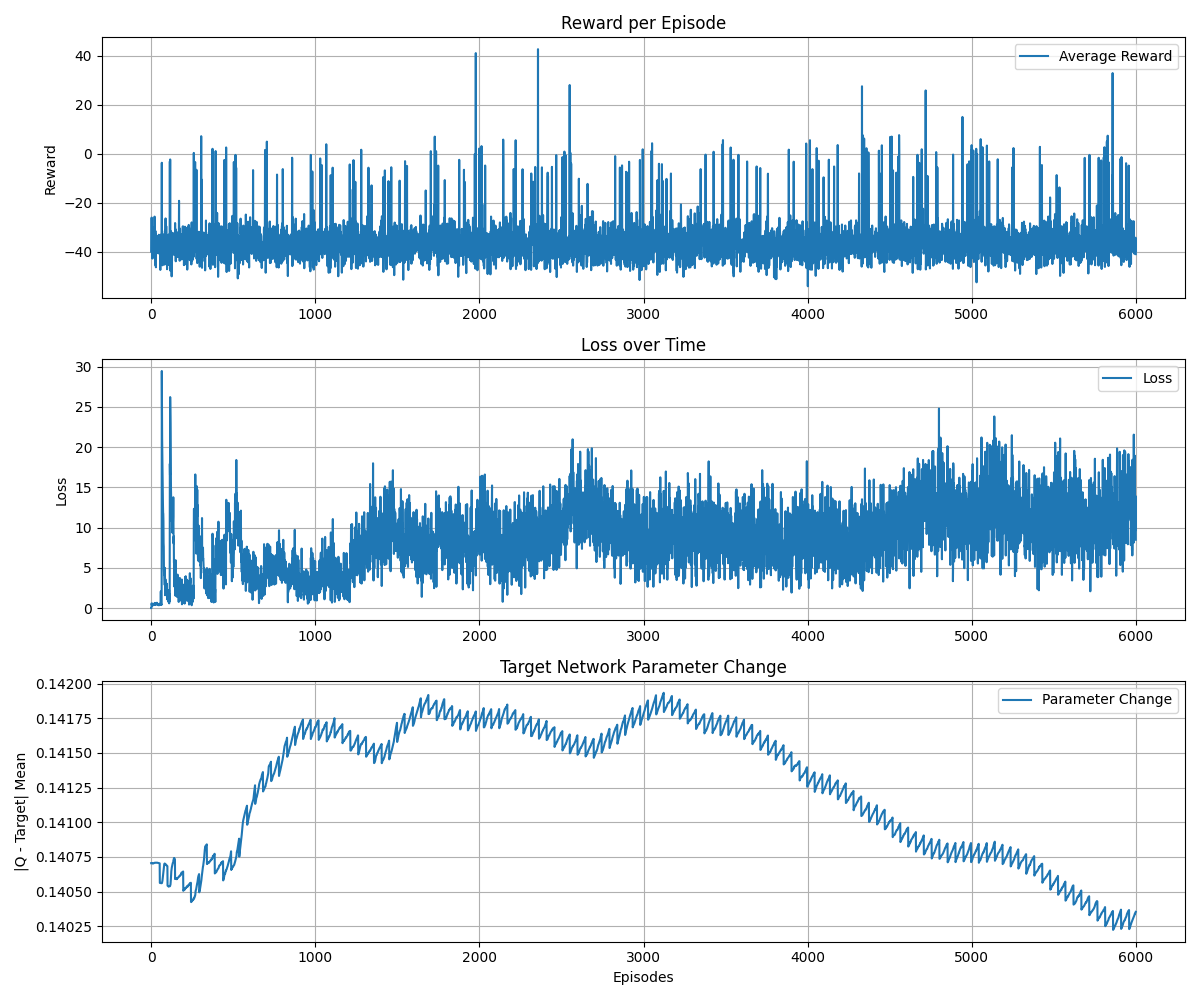 Reward per Episode
Average Reward
Reward
40
20
0
−20
−40
0 1000 2000 3000 4000 5000 6000
Loss over Time
Loss
Loss
30
25
20
15
10
5
0
0 1000 2000 3000 4000 5000 6000
Target Network Parameter Change
Parameter Change
|Q - Target| Mean
0.14200
0.14175
0.14150
0.14125
0.14100
0.14075
0.14050
0.14025
0 1000 2000 3000 4000 5000 6000
Episodes